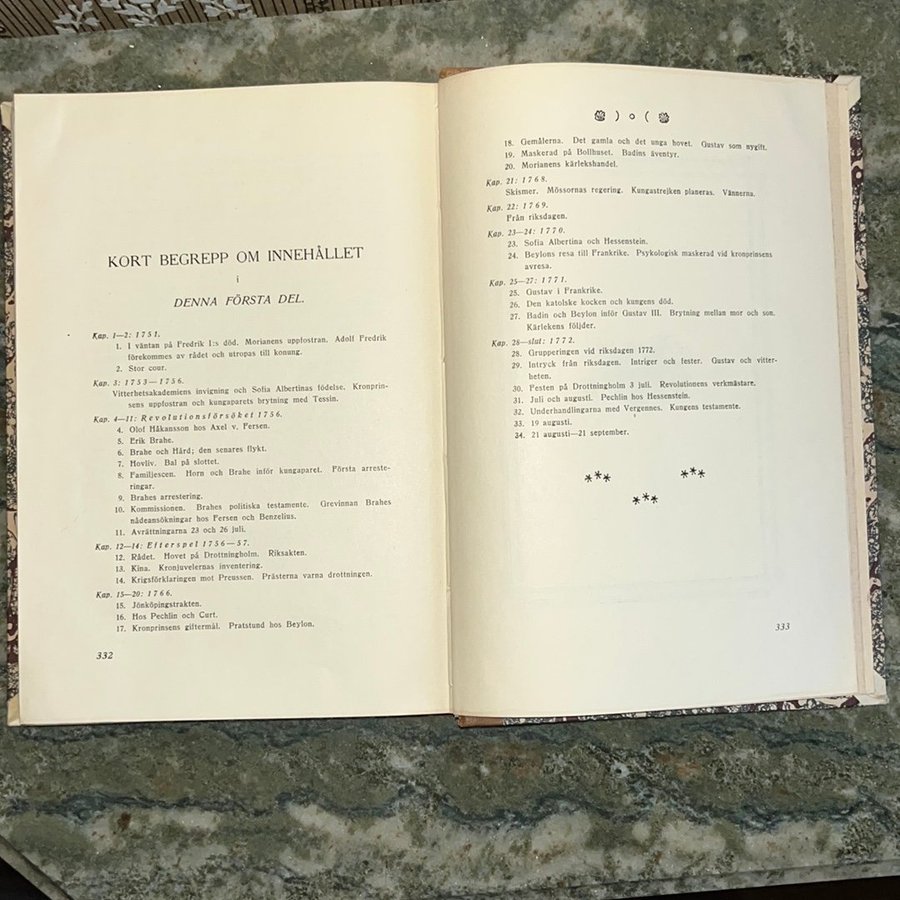 KORT BEGREPP OM INNEHÅLLET
i
DENNA FÖRSTA DEL.
Kap. 1—2: 1751.
1. I väntan på Fredrik I:s död. Morianens uppfostran. Adolf Fredrik
förekommes av rådet och utropas till konung.
2. Stor cour.
Kap. 3: 1753—1756.
Vitterhetsakademiens invigning och Sofia Albertinas födelse. Kronprin-
sens uppfostran och kungaparets brytning med Tessin.
Kap. 4—11: Revolutionsförsöket 1756.
4. Olof Håkansson hos Axel v. Fersen.
5. Erik Brahe.
6. Brahe och Hård; den senares flykt.
7. Hovliv. Bal på slottet.
8. Familjescen. Horn och Brahe inför kungaparet. Första arreste-
ringar.
9. Brahes arrestering.
10. Kommissionen. Brahes politiska testamente. Grevinnan Brahes
nådeansökningar hos Fersen och Benzelius.
11. Avrättningarna 23 och 26 juli.
Kap. 12—14: Efterspel 1756—57.
12. Rådet. Hovet på Drottningholm. Riksakten.
13. Kina. Kronjuvelernas inventering.
14. Krigsförklaringen mot Preussen. Prästerna varna drottningen.
Kap. 15—20: 1766.
15. Jönköpingstrakten.
16. Hos Pechlin och Curt.
17. Kronprinsens giftermål. Pratstund hos Beylon.
332
18. Gemålerna. Det gamla och det unga hovet. Gustav som nygift.
19. Maskerad på Bollhuset. Badins äventyr.
20. Morianens kärlekshandel.
Kap. 21: 1768.
Skismer. Mössornas regering. Kungastrejken planeras. Vännerna.
Kap. 22: 1769.
Från riksdagen.
Kap. 23—24: 1770.
23. Sofia Albertina och Hessenstein.
24. Beylons resa till Frankrike. Psykologisk maskerad vid kronprinsens
avresa.
Kap. 25—27: 1771.
25. Gustav i Frankrike.
26. Den katolske kocken och kungens död.
27. Badin och Beylon inför Gustav III. Brytning mellan mor och son.
Kärlekens följder.
Kap. 28—slut: 1772.
28. Grupperingen vid riksdagen 1772.
29. Intryck från riksdagen. Intriger och fester. Gustav och vitter-
heten.
30. Festen på Drottningholm 3 juli. Revolutionens verkmästare.
31. Juli och augusti. Pechlin hos Hessenstein.
32. Underhandlingarna med Vergennes. Kungens testamente.
33. 19 augusti.
34. 21 augusti—21 september.
333